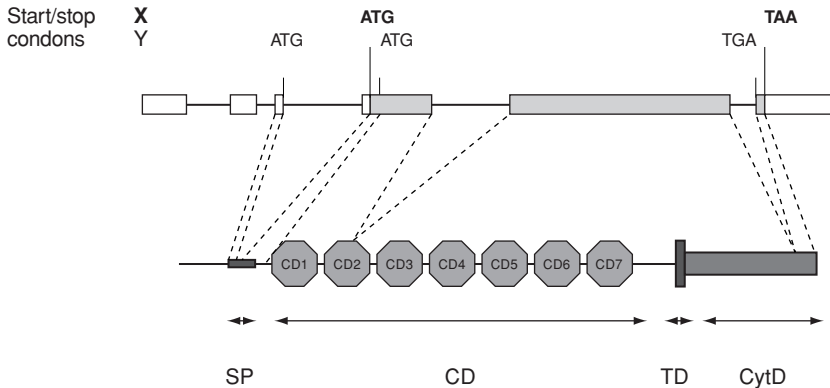 Start/stop condons
X
Y
ATG
ATG
ATG
TGA
TAA
CD1 CD2 CD3 CD4 CD5 CD6 CD7
SP CD TD CytD